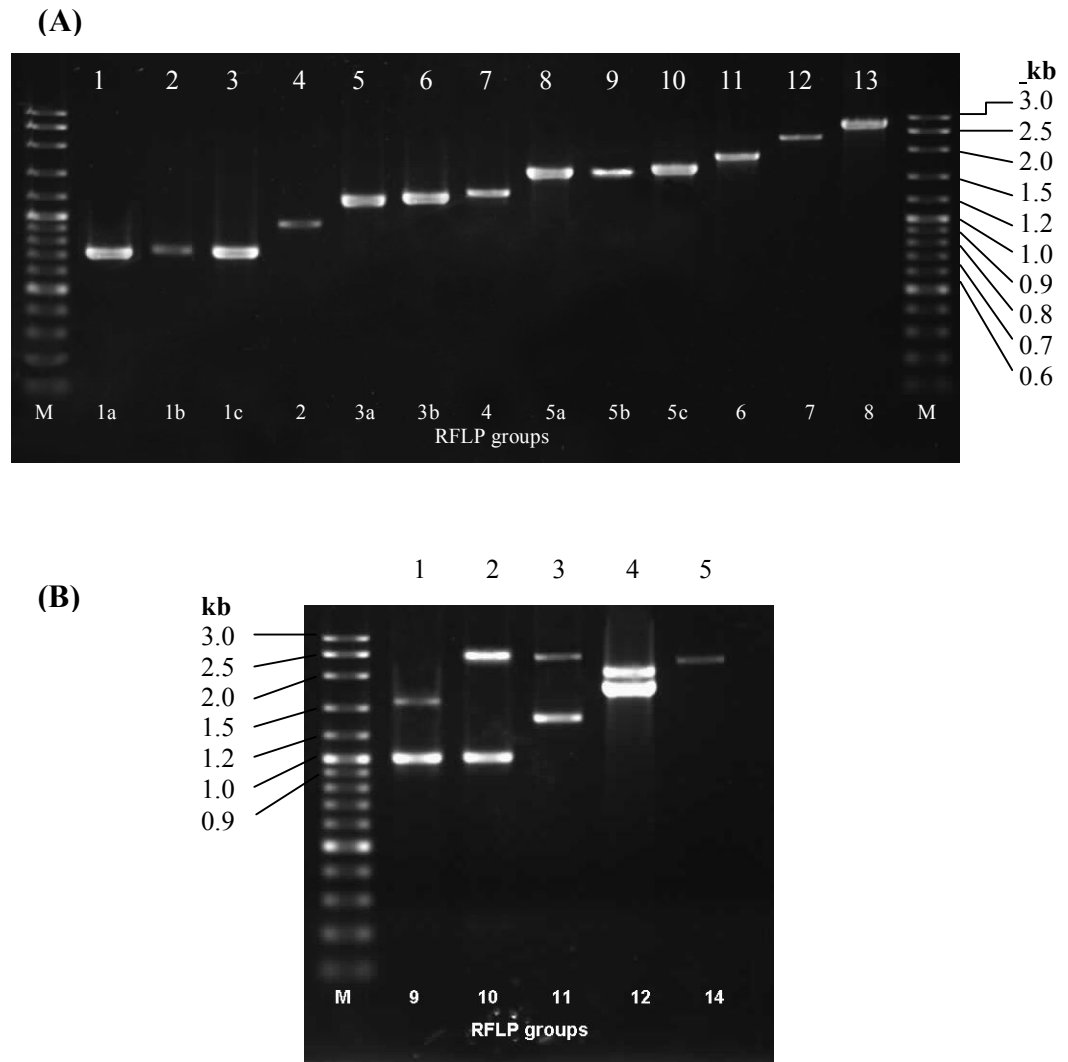 (A)
1 2 3 4 5 6 7 8 9 10 11 12 13
kb
3.0
2.5
2.0
1.5
1.2
1.0
0.9
0.8
0.7
0.6
M 1a 1b 1c 2 3a 3b 4 5a 5b 5c 6 7 8 M
RFLP groups
(B)
1 2 3 4 5
kb
3.0
2.5
2.0
1.5
1.2
1.0
0.9
M 9 10 11 12 14
RFLP groups